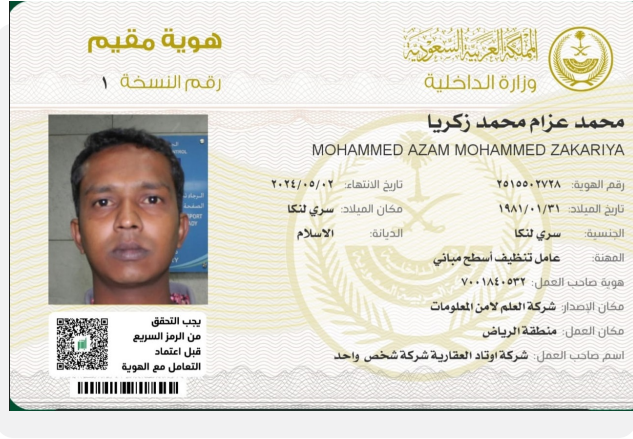 المملكة العربية السعودية
وزارة الداخلية
هوية مقيم
رقم النسخة ١
محمد عزام محمد زكريا
MOHAMMED AZAM MOHAMMED ZAKARIYA
رقم الهوية: ٢٥١٥٥٠٢٧٢٨ تاريخ الانتهاء: ٢٠٢٤/٠٥/٠٢
تاريخ الميلاد: ١٩٨١/٠١/٣١ مكان الميلاد: سري لنكا
الجنسية: سري لنكا الديانة: الاسلام
المهنة: عامل تنظيف أسطح مباني
هوية صاحب العمل: ٧٠٠١٨٤٠٥٣٢
مكان الإصدار: شركة العلم لامن المعلومات
مكان العمل: منطقة الرياض
اسم صاحب العمل: شركة اوتاد العقارية شركة شخص واحد
يجب التحقق
من الرمز السريع
قبل اعتماد
التعامل مع الهوية